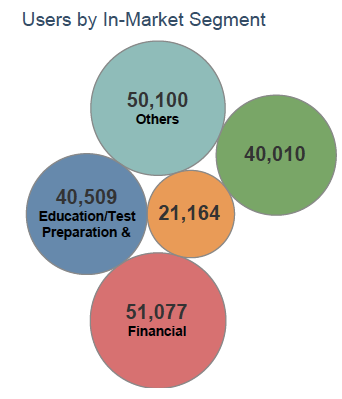 Users by In-Market Segment
50,100
Others
40,010
40,509
Education/Test
Preparation &
21,164
51,077
Financial